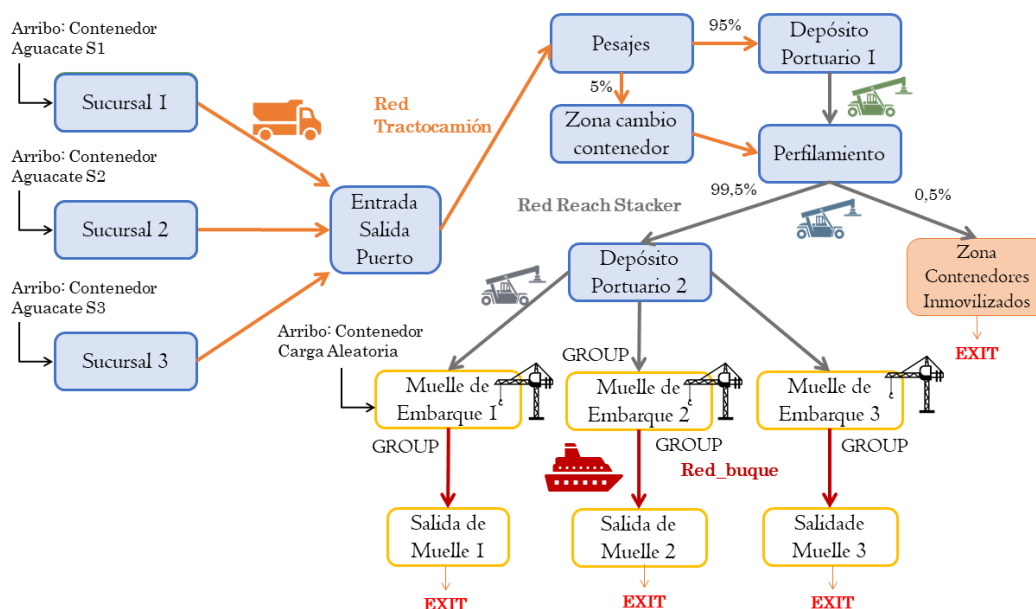 Arribo: Contenedor
Aguacate S1
Sucursal 1
Red
Tractocamión
Arribo: Contenedor
Aguacate S2
Sucursal 2
Arribo: Contenedor
Aguacate S3
Sucursal 3
Entrada
Salida
Puerto
Pesajes
95%
Depósito
Portuario 1
5%
Zona cambio
contenedor
Perfilamiento
99,5%
0,5%
Red Reach Stacker
Depósito
Portuario 2
Zona
Contenedores
Inmovilizados
EXIT
Arribo: Contenedor
Carga Aleatoria
GROUP
Muelle de
Embarque 1
Muelle de
Embarque 2
Muelle de
Embarque 3
GROUP
GROUP
GROUP
Red_buque
Salida de
Muelle 1
Salida de
Muelle 2
Salidade
Muelle 3
EXIT
EXIT
EXIT